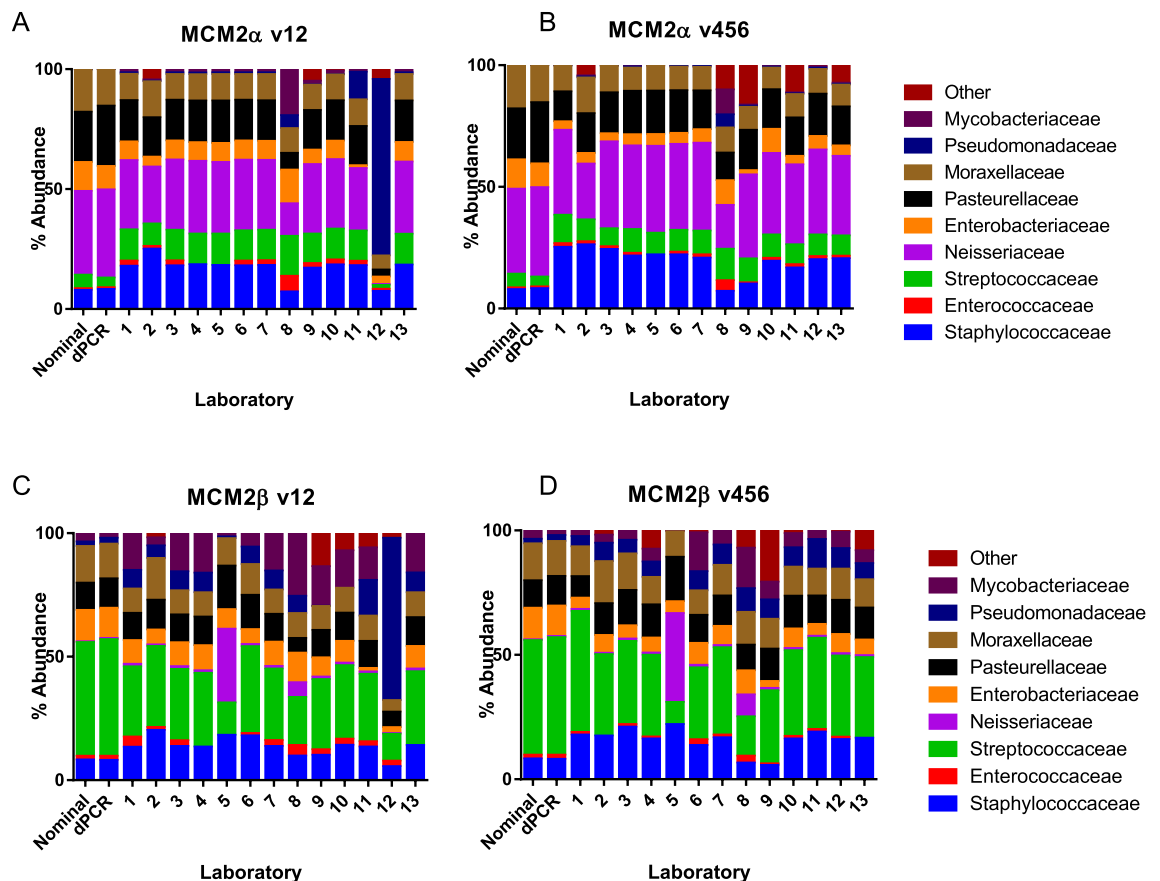 A
MCM2α v12
B
MCM2α v456
% Abundance
100
50
0
Nominal
dPCR
1
2
3
4
5
6
7
8
9
10
11
12
13
Laboratory
% Abundance
100
50
0
Nominal
dPCR
1
2
3
4
5
6
7
8
9
10
11
12
13
Laboratory
Other
Mycobacteriaceae
Pseudomonadaceae
Moraxellaceae
Pasteurellaceae
Enterobacteriaceae
Neisseriaceae
Streptococcaceae
Enterococcaceae
Staphylococcaceae
C
MCM2β v12
D
MCM2β v456
% Abundance
100
50
0
Nominal
dPCR
1
2
3
4
5
6
7
8
9
10
11
12
13
Laboratory
% Abundance
100
50
0
Nominal
dPCR
1
2
3
4
5
6
7
8
9
10
11
12
13
Laboratory
Other
Mycobacteriaceae
Pseudomonadaceae
Moraxellaceae
Pasteurellaceae
Enterobacteriaceae
Neisseriaceae
Streptococcaceae
Enterococcaceae
Staphylococcaceae